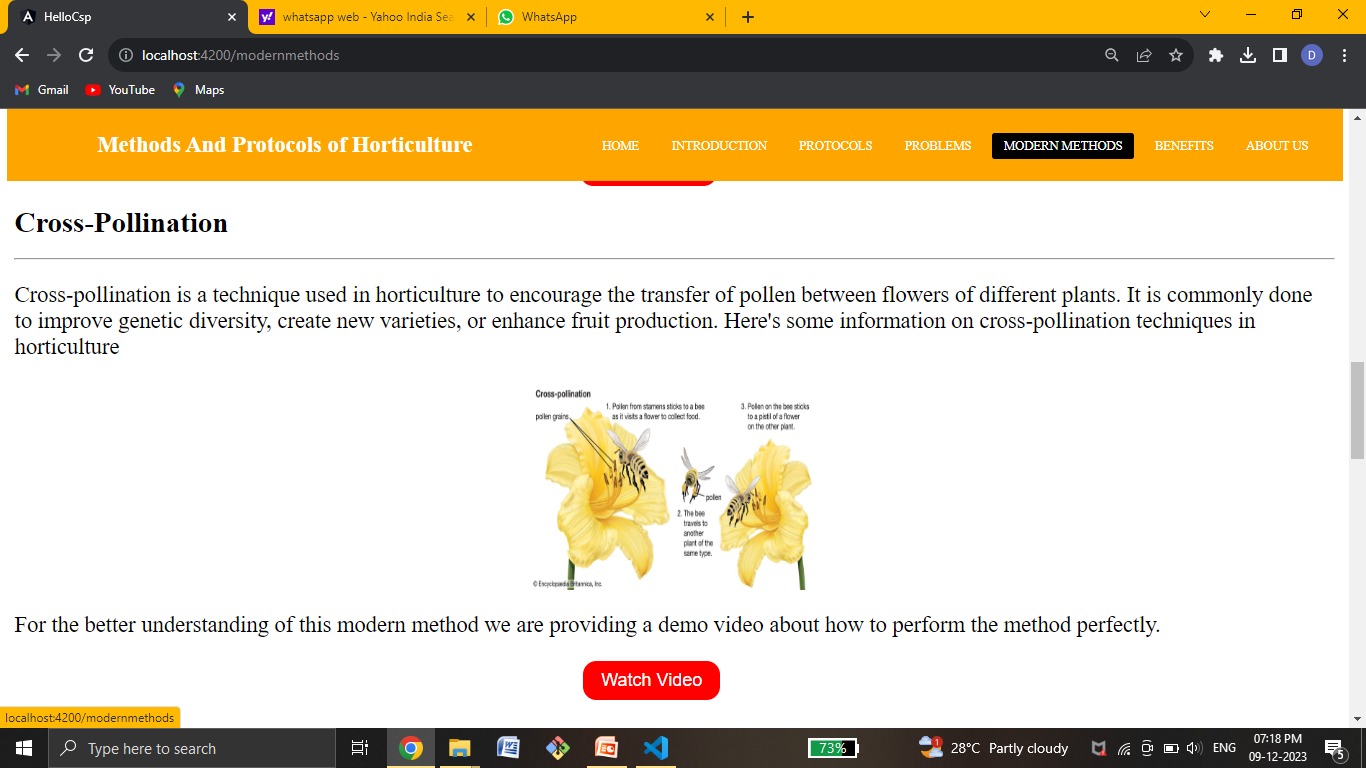 HelloCsp
whatsapp web - Yahoo India Sea
WhatsApp
localhost:4200/modernmethods
D
Gmail
YouTube
Maps
Methods And Protocols of Horticulture
HOME
INTRODUCTION
PROTOCOLS
PROBLEMS
MODERN METHODS
BENEFITS
ABOUT US
Cross-Pollination
Cross-pollination is a technique used in horticulture to encourage the transfer of pollen between flowers of different plants. It is commonly done
to improve genetic diversity, create new varieties, or enhance fruit production. Here's some information on cross-pollination techniques in
horticulture
Cross-pollination
pollen grains
1. Pollen from stamens sticks to a bee
as it visits a flower to collect food.
3. Pollen on the bee sticks
to a pistil of a flower
on the other plant.
pollen
2. The bee
travels to
another
plant of the
same type.
© Encyclopædia Britannica, Inc.
For the better understanding of this modern method we are providing a demo video about how to perform the method perfectly.
Watch Video
localhost:4200/modernmethods
Type here to search
73%
1
28°C Partly cloudy
ENG
07:18 PM
09-12-2023
5